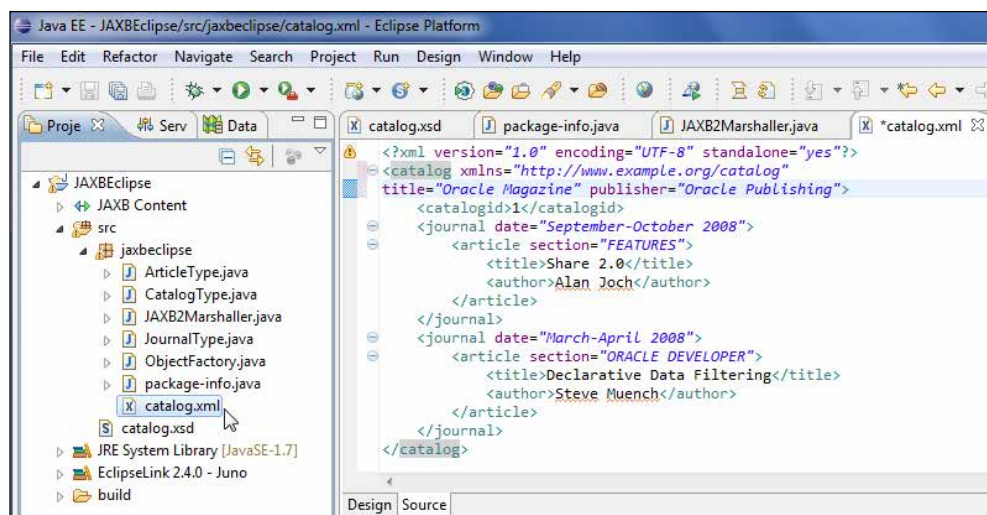 Java EE - JAXBEclipse/src/jaxbeclipse/catalog.xml - Eclipse Platform
File Edit Refactor Navigate Search Project Run Design Window Help
Proje Serv Data
JAXBEclipse
JAXB Content
src
jaxbeclipse
ArticleType.java
CatalogType.java
JAXB2Marshaller.java
JournalType.java
ObjectFactory.java
package-info.java
catalog.xml
catalog.xsd
JRE System Library [JavaSE-1.7]
EclipseLink 2.4.0 - Juno
build
catalog.xsd package-info.java JAXB2Marshaller.java *catalog.xml
<?xml version="1.0" encoding="UTF-8" standalone="yes"?>
<catalog xmlns="http://www.example.org/catalog"
title="Oracle Magazine" publisher="Oracle Publishing">
<catalogid>1</catalogid>
<journal date="September-October 2008">
<article section="FEATURES">
<title>Share 2.0</title>
<author>Alan Joch</author>
</article>
</journal>
<journal date="March-April 2008">
<article section="ORACLE DEVELOPER">
<title>Declarative Data Filtering</title>
<author>Steve Muench</author>
</article>
</journal>
</catalog>
Design Source